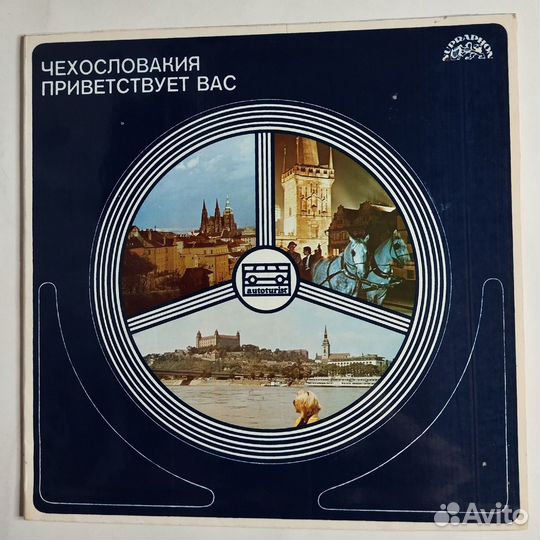 ЧЕХОСЛОВАКИЯ
ПРИВЕТСТВУЕТ ВАС
SUPRAPHON
autoturist
Avito